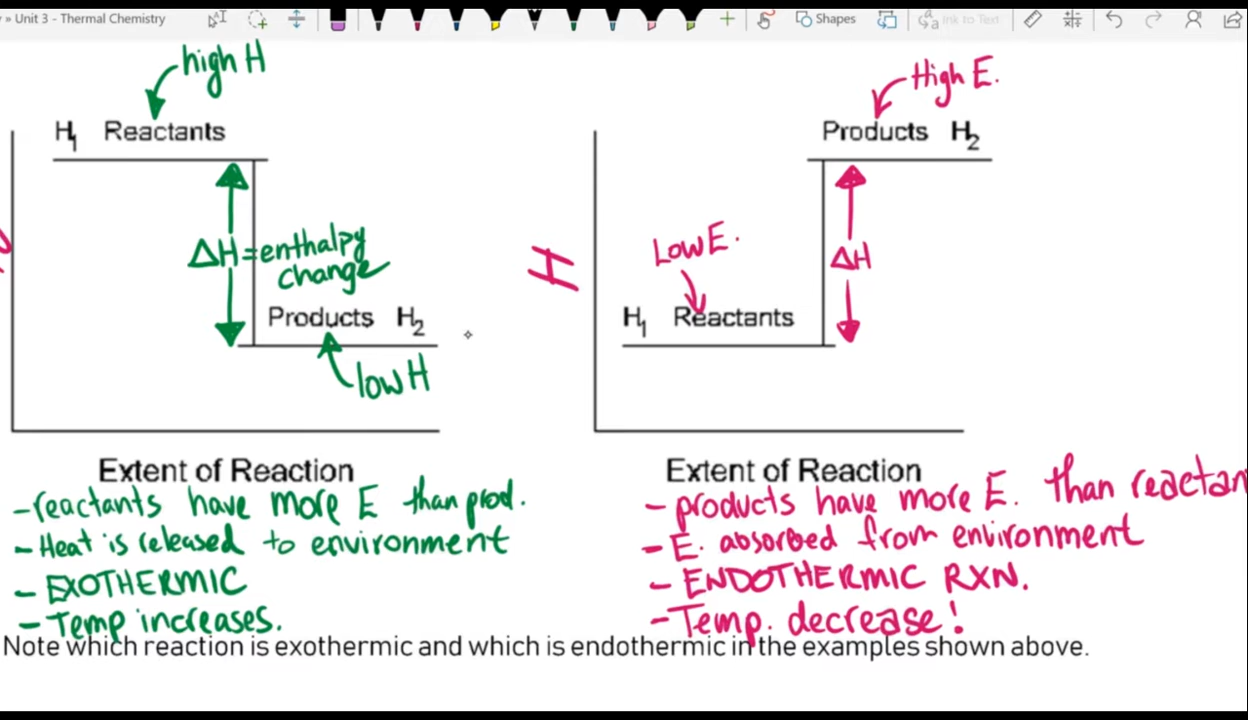 » Unit 3 - Thermal Chemistry
Shapes
Ink to Text
high H
H1 Reactants
ΔH = enthalpy
change
Products H2
low H
Extent of Reaction
- reactants have more E than prod.
- Heat is released to environment
- EXOTHERMIC
- Temp increases.
High E.
Products H2
Low E.
H
ΔH
H1 Reactants
Extent of Reaction
- products have more E. than reactan
- E. absorbed from environment
- ENDOTHERMIC RXN.
- Temp. decrease!
Note which reaction is exothermic and which is endothermic in the examples shown above.